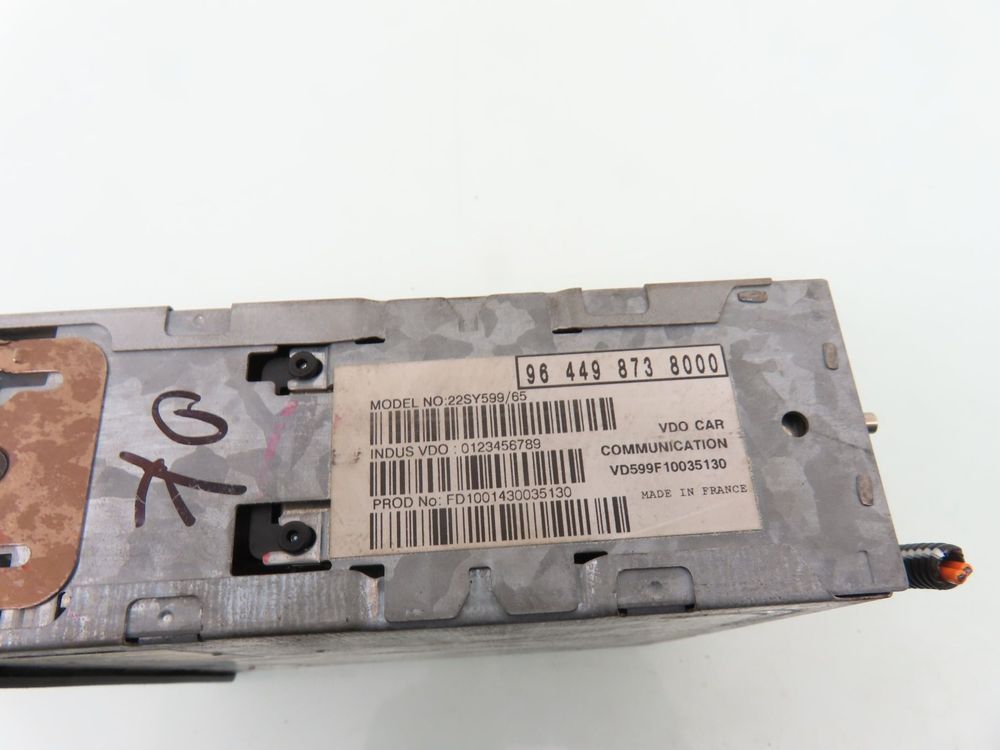 96 449 873 8000
MODEL NO:22SY599/65
INDUS VDO : 0123456789
PROD No: FD1001430035130
VDO CAR
COMMUNICATION
VD599F10035130
MADE IN FRANCE